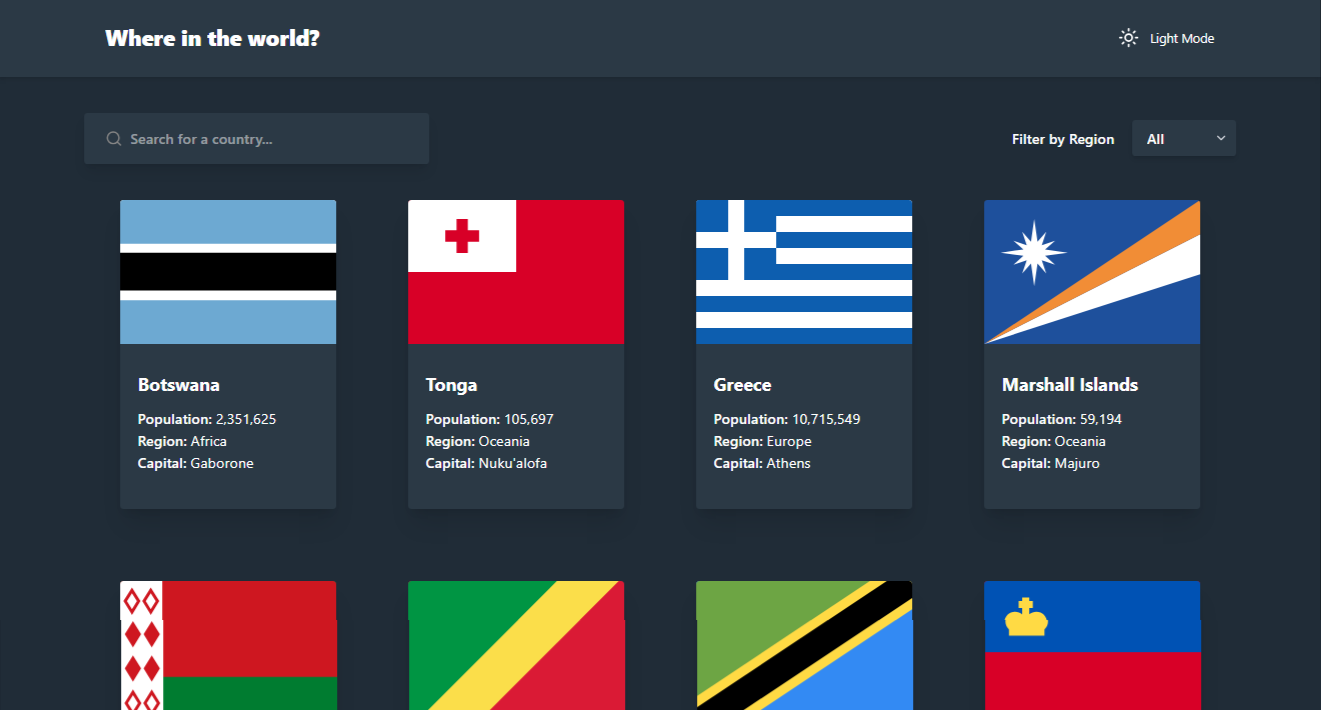 Where in the world?
Light Mode
Search for a country...
Filter by Region
All
Botswana
Population: 2,351,625
Region: Africa
Capital: Gaborone
Tonga
Population: 105,697
Region: Oceania
Capital: Nuku'alofa
Greece
Population: 10,715,549
Region: Europe
Capital: Athens
Marshall Islands
Population: 59,194
Region: Oceania
Capital: Majuro